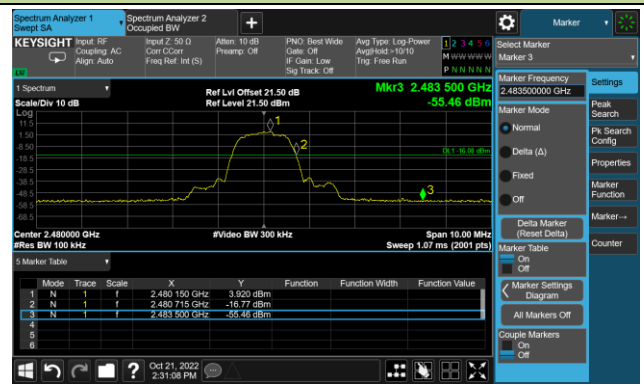 Spectrum Analyzer 1
Swept SA
Spectrum Analyzer 2
Occupied BW
Marker
KEYSIGHT
Input: RF
Coupling: AC
Align: Auto
Input Z: 50 Ω
Corr CCorr
Freq Ref: Int (S)
Atten: 10 dB
Preamp: Off
PNO: Best Wide
Gate: Off
IF Gain: Low
Sig Track: Off
Avg Type: Log-Power
Avg|Hold:>10/10
Trig: Free Run
1 2 3 4 5 6
M W W W W W
P N N N N N
LVI
Select Marker
Marker 3
1 Spectrum
Scale/Div 10 dB
Log
Ref Lvl Offset 21.50 dB
Ref Level 21.50 dBm
Mkr3 2.483 500 GHz
-55.46 dBm
11.5
1.50
-8.50
-18.5
-28.5
-38.5
-48.5
-58.5
-68.5
1
2
3
DL1 -16.08 dBm
Center 2.480000 GHz
#Res BW 100 kHz
#Video BW 300 kHz
Span 10.00 MHz
Sweep 1.07 ms (2001 pts)
5 Marker Table
Mode Trace Scale X Y Function Function Width Function Value
1 N 1 f 2.480 150 GHz 3.920 dBm
2 N 1 f 2.480 715 GHz -16.77 dBm
3 N 1 f 2.483 500 GHz -55.46 dBm
4
5
6
Marker Frequency
2.483500000 GHz
Marker Mode
Normal
Delta (Δ)
Fixed
Off
Delta Marker
(Reset Delta)
Marker Table
On
Off
Marker Settings
Diagram
All Markers Off
Couple Markers
On
Off
Settings
Peak
Search
Pk Search
Config
Properties
Marker
Function
Marker→
Counter
Oct 21, 2022
2:31:08 PM